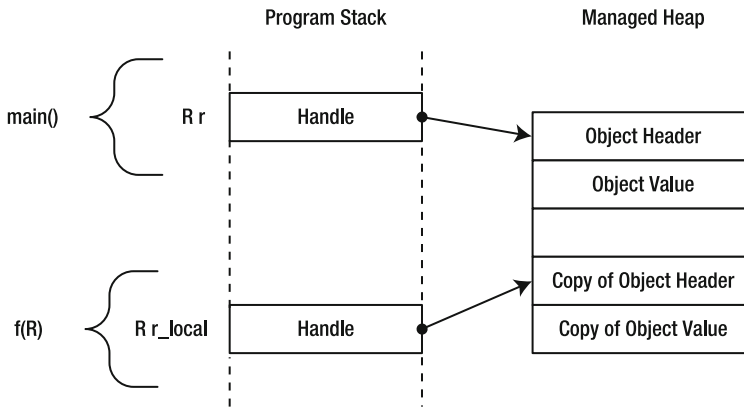 Program Stack
Managed Heap
main()
R r
Handle
Object Header
Object Value
Copy of Object Header
f(R)
R r_local
Handle
Copy of Object Value